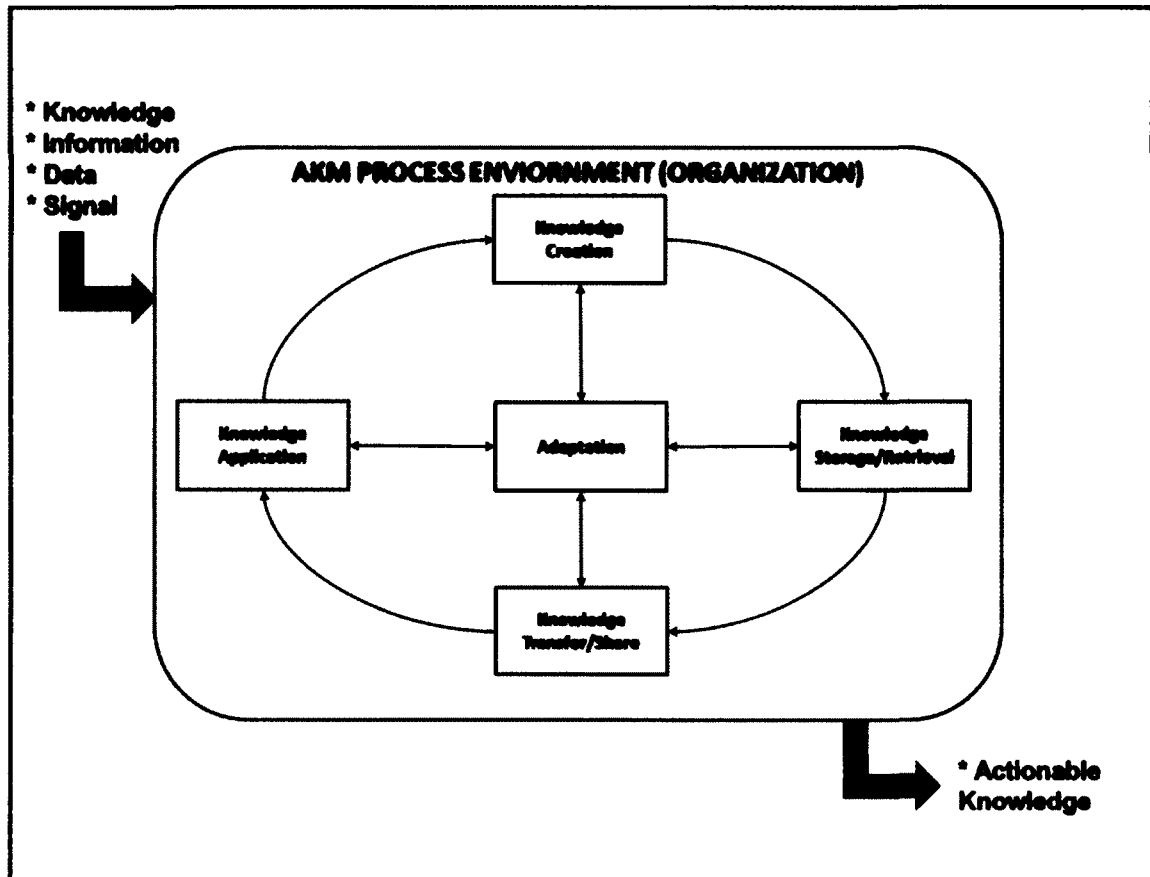 * Knowledge
* Information
* Data
* Signal
AKM PROCESS ENVIORNMENT (ORGANIZATION)
Knowledge
Creation
Knowledge
Application
Adaptation
Knowledge
Storage/Retrieval
Knowledge
Transfer/Share
* Actionable
Knowledge